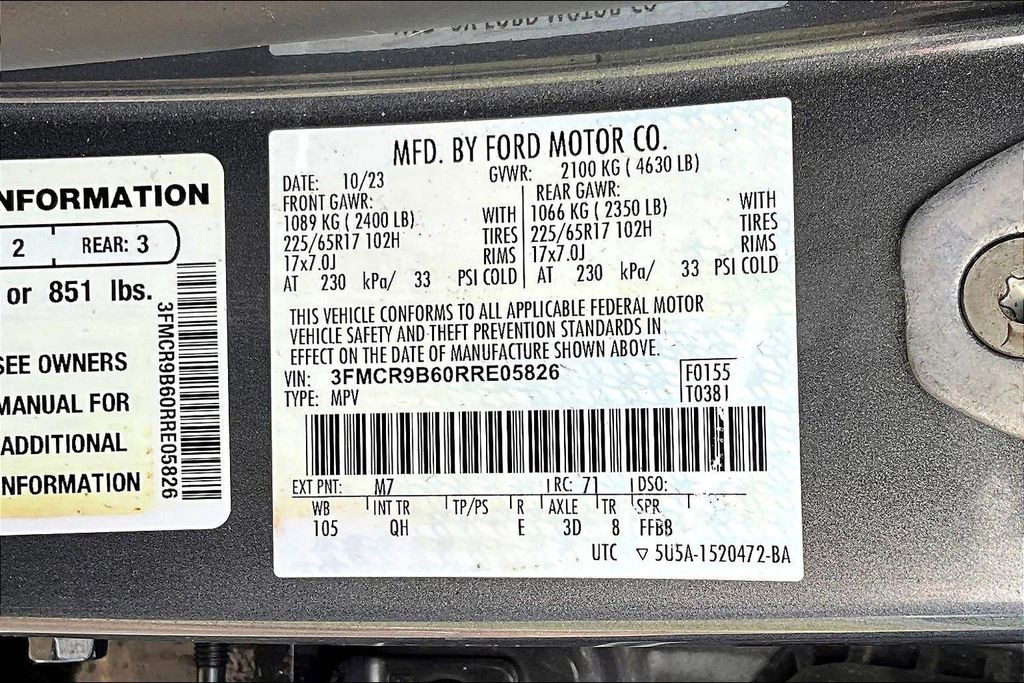 FORD MOTOR CO
NFORMATION
2 REAR: 3
or 851 lbs.
SEE OWNERS
MANUAL FOR
ADDITIONAL
NFORMATION
3FMCR9B60RRE05826
MFD. BY FORD MOTOR CO.
DATE: 10/23 GVWR: 2100 KG ( 4630 LB)
FRONT GAWR: REAR GAWR:
1089 KG ( 2400 LB) WITH 1066 KG ( 2350 LB) WITH
225/65R17 102H TIRES 225/65R17 102H TIRES
17x7.0J RIMS 17x7.0J RIMS
AT 230 kPa/ 33 PSI COLD AT 230 kPa/ 33 PSI COLD
THIS VEHICLE CONFORMS TO ALL APPLICABLE FEDERAL MOTOR
VEHICLE SAFETY AND THEFT PREVENTION STANDARDS IN
EFFECT ON THE DATE OF MANUFACTURE SHOWN ABOVE.
VIN: 3FMCR9B60RRE05826 F0155
TYPE: MPV T0381
EXT PNT: M7 RC: 71 DSO:
WB INT TR TP/PS R AXLE TR SPR
105 QH E 3D 8 FFBB
UTC ▽ 5U5A-1520472-BA